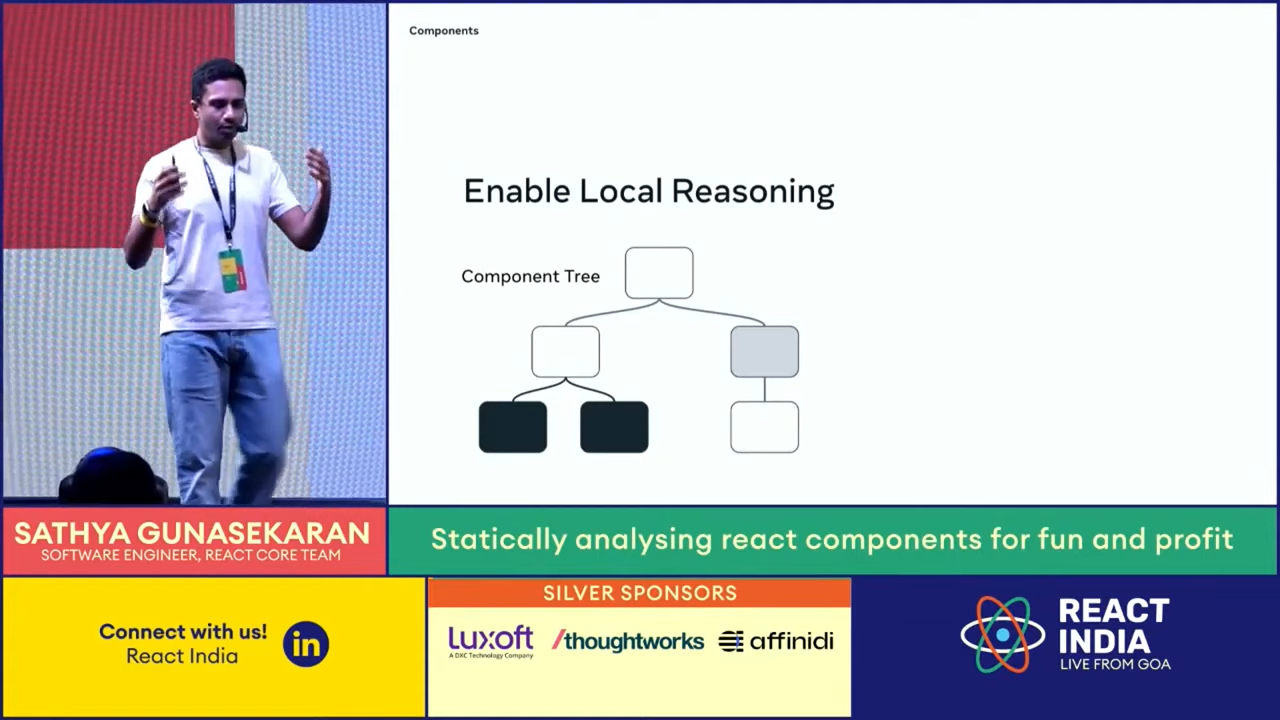 Components
Enable Local Reasoning
Component Tree
SATHYA GUNASEKARAN
SOFTWARE ENGINEER, REACT CORE TEAM
Statically analysing react components for fun and profit
Connect with us!
React India
in
SILVER SPONSORS
Luxoft
A DXC Technology Company
/thoughtworks
affinidi
REACT
INDIA
LIVE FROM GOA